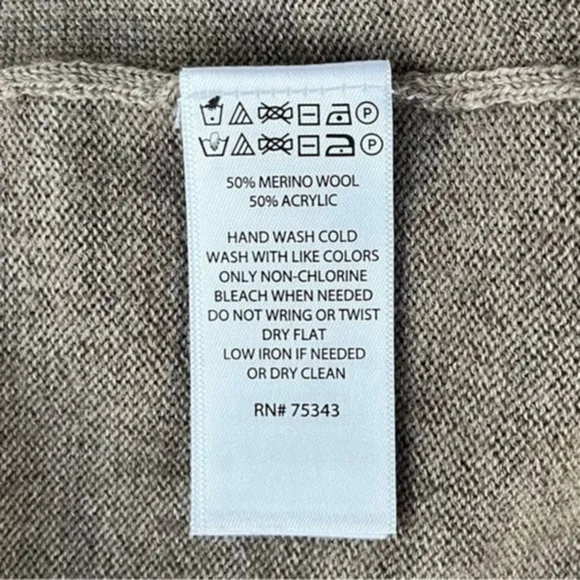 P
P
50% MERINO WOOL
50% ACRYLIC
HAND WASH COLD
WASH WITH LIKE COLORS
ONLY NON-CHLORINE
BLEACH WHEN NEEDED
DO NOT WRING OR TWIST
DRY FLAT
LOW IRON IF NEEDED
OR DRY CLEAN
RN# 75343